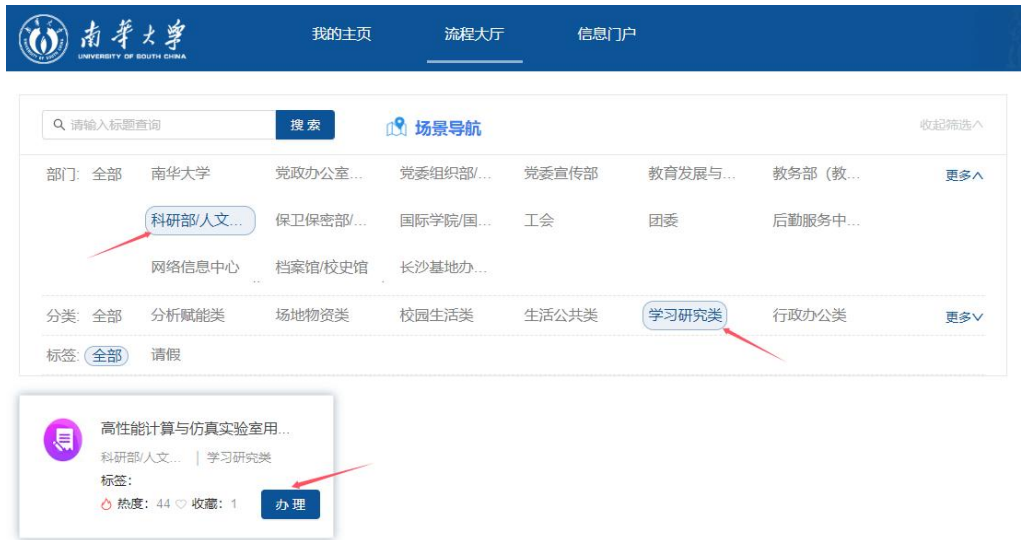 南华大学 我的主页 流程大厅 信息门户
UNIVERSITY OF SOUTH CHINA
请输入标题查询 搜索 场景导航 收起筛选
部门: 全部 南华大学 党政办公室... 党委组织部/... 党委宣传部 教育发展与... 教务部（教... 更多
科研部/人文... 保卫保密部/... 国际学院/国... 工会 团委 后勤服务中...
网络信息中心 档案馆/校史馆 长沙基地办...
分类: 全部 分析赋能类 场地物资类 校园生活类 生活公共类 学习研究类 行政办公类 更多
标签: 全部 请假
高性能计算与仿真实验室用...
科研部/人文... | 学习研究类
标签:
热度: 44 收藏: 1 办理